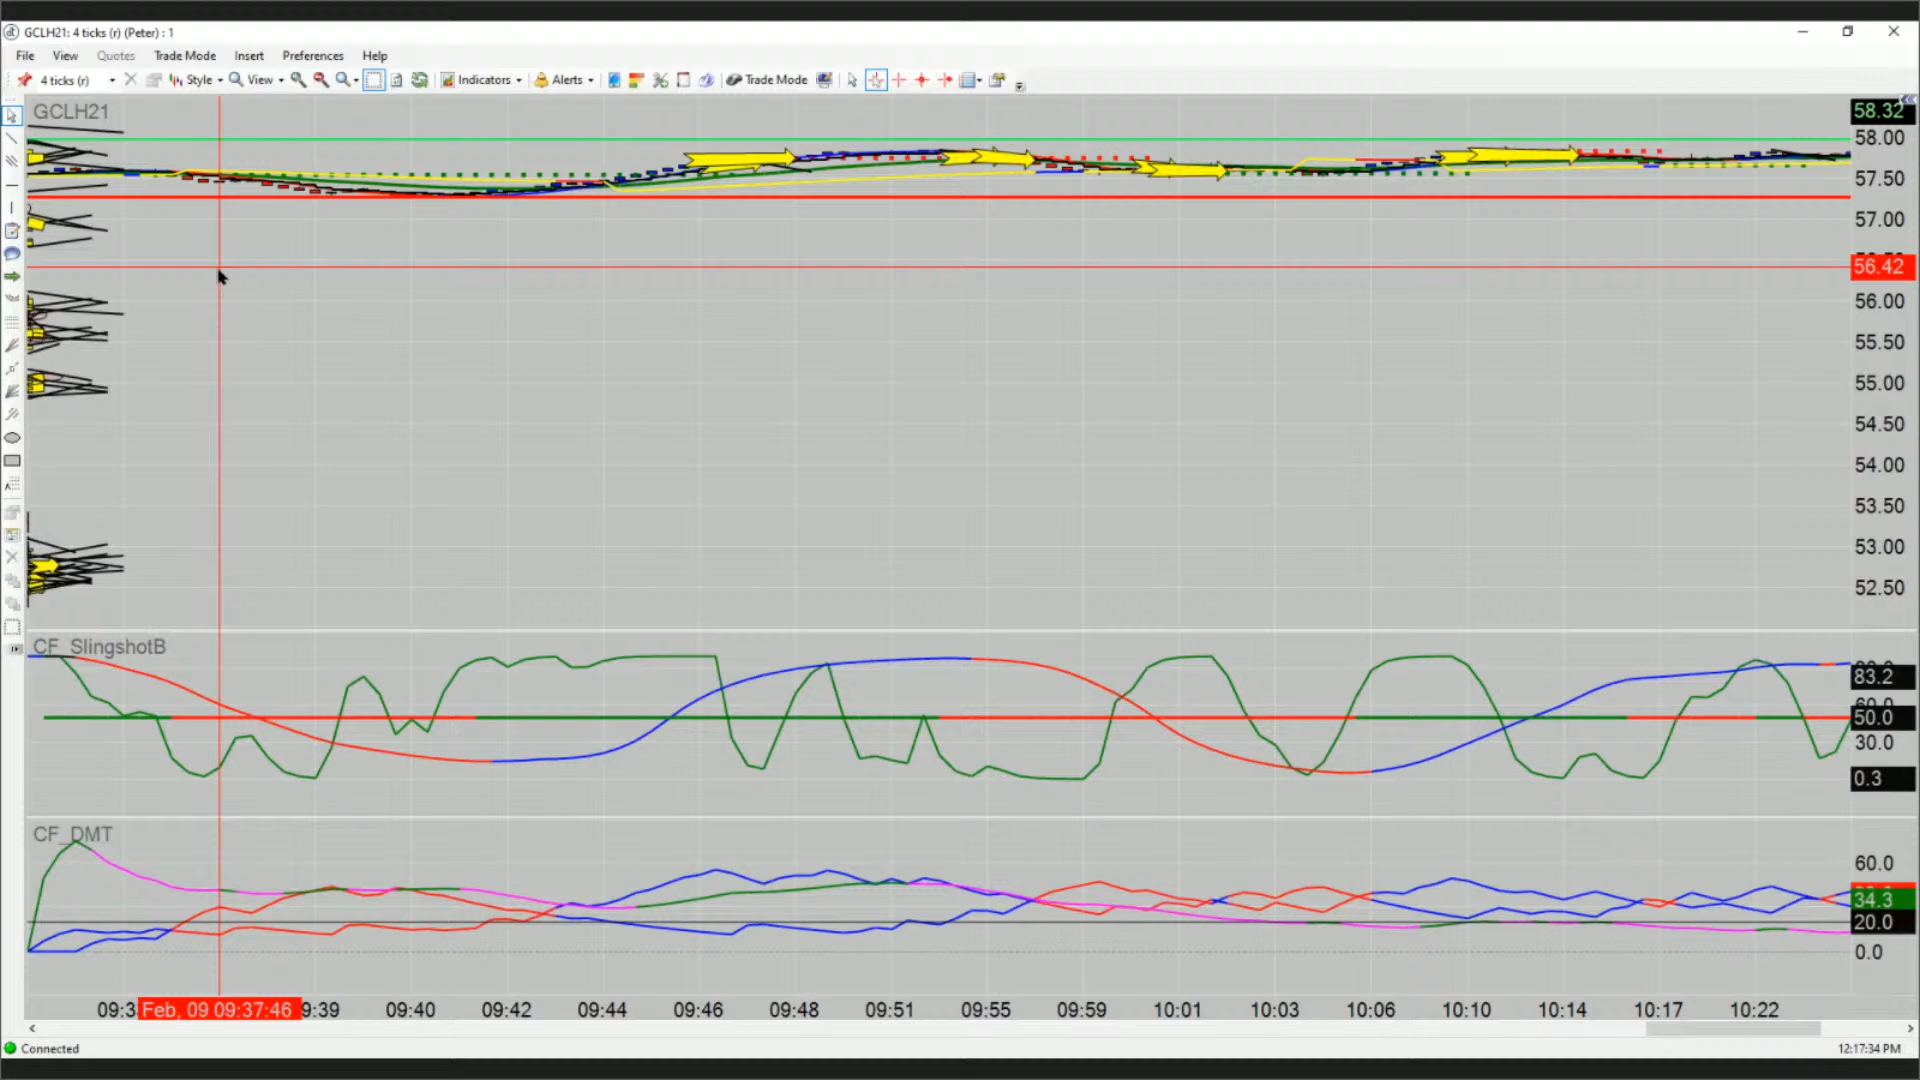 GCLH21: 4 ticks (r) (Peter) : 1
File View Quotes Trade Mode Insert Preferences Help
4 ticks (r) Style View Indicators Alerts Trade Mode
GCLH21
58.32
58.00
57.50
57.00
56.42
56.00
55.50
55.00
54.50
54.00
53.50
53.00
52.50
CF_SlingshotB
83.2
50.0
30.0
0.3
CF_DMT
60.0
34.3
20.0
0.0
09:3 Feb, 09 09:37:46 9:39 09:40 09:42 09:44 09:46 09:48 09:51 09:55 09:59 10:01 10:03 10:06 10:10 10:14 10:17 10:22
Connected 12:17:34 PM